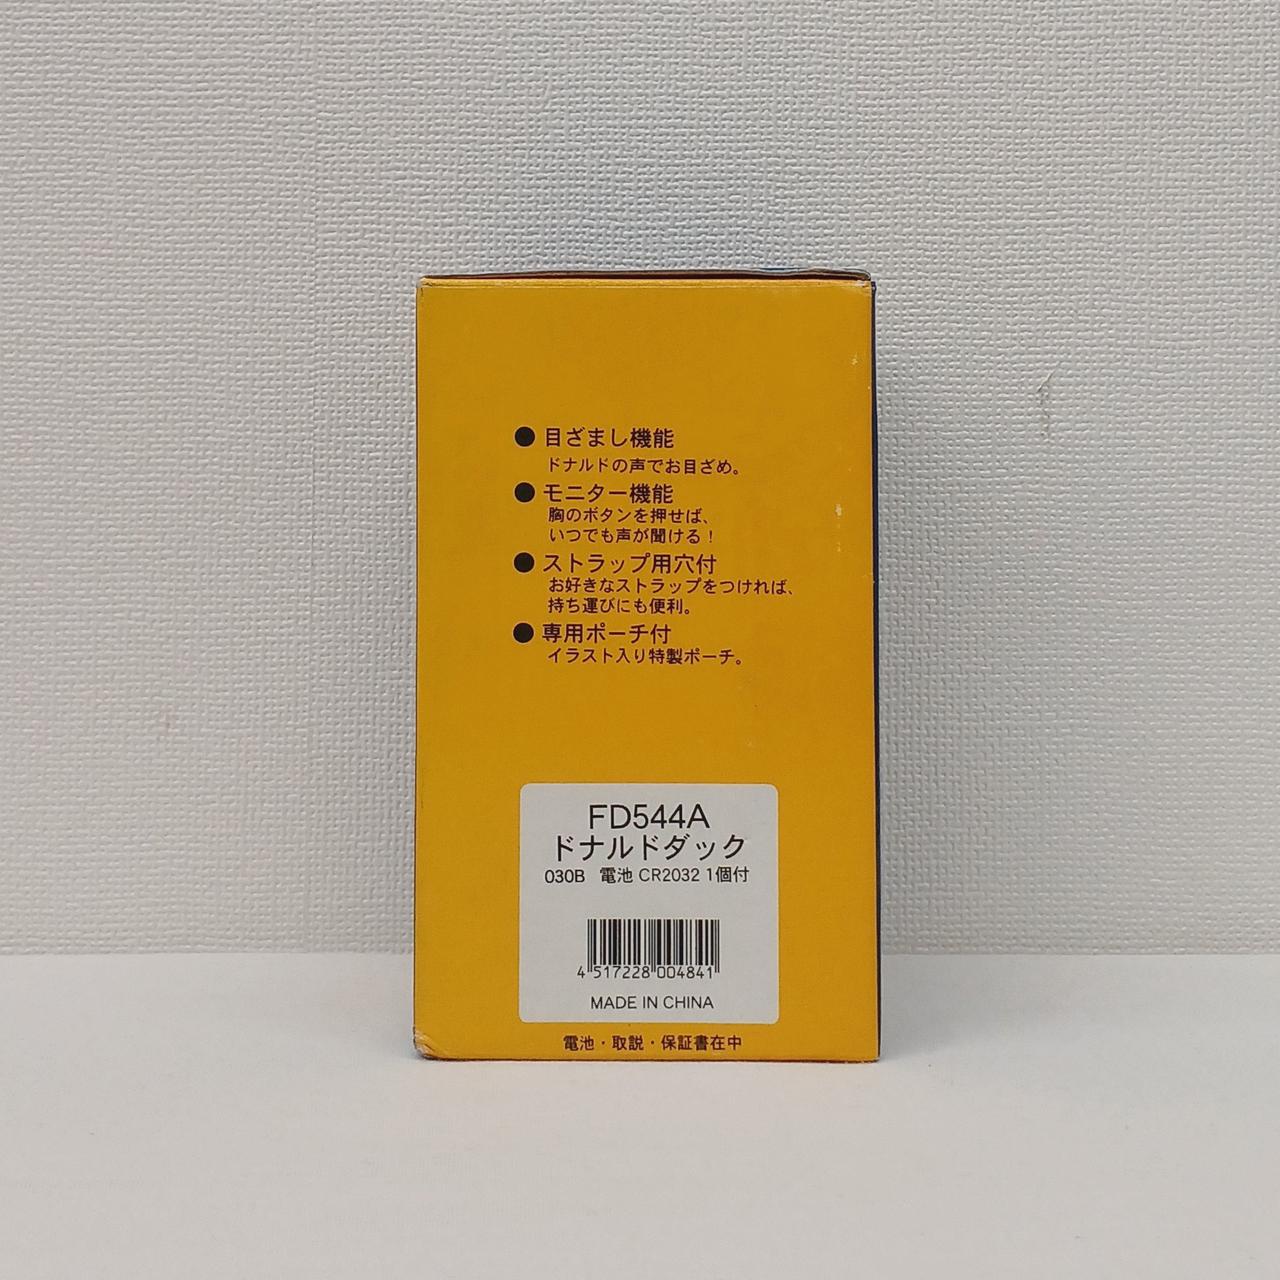 ● 目ざまし機能
ドナルドの声でお目ざめ。
● モニター機能
胸のボタンを押せば、
いつでも声が聞ける！
● ストラップ用穴付
お好きなストラップをつければ、
持ち運びにも便利。
● 専用ポーチ付
イラスト入り特製ポーチ。
FD544A
ドナルドダック
030B 電池 CR2032 1個付
4 517228 004841
MADE IN CHINA
電池・取説・保証書在中